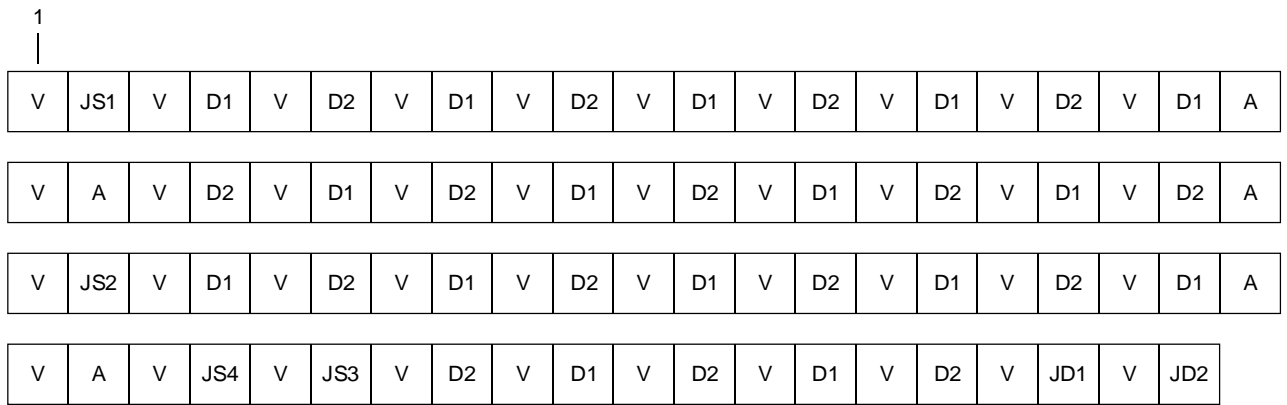 1
V JS1 V D1 V D2 V D1 V D2 V D1 V D2 V D1 V D2 V D1 A
V A V D2 V D1 V D2 V D1 V D2 V D1 V D2 V D1 V D2 A
V JS2 V D1 V D2 V D1 V D2 V D1 V D2 V D1 V D2 V D1 A
V A V JS4 V JS3 V D2 V D1 V D2 V D1 V D2 V JD1 V JD2